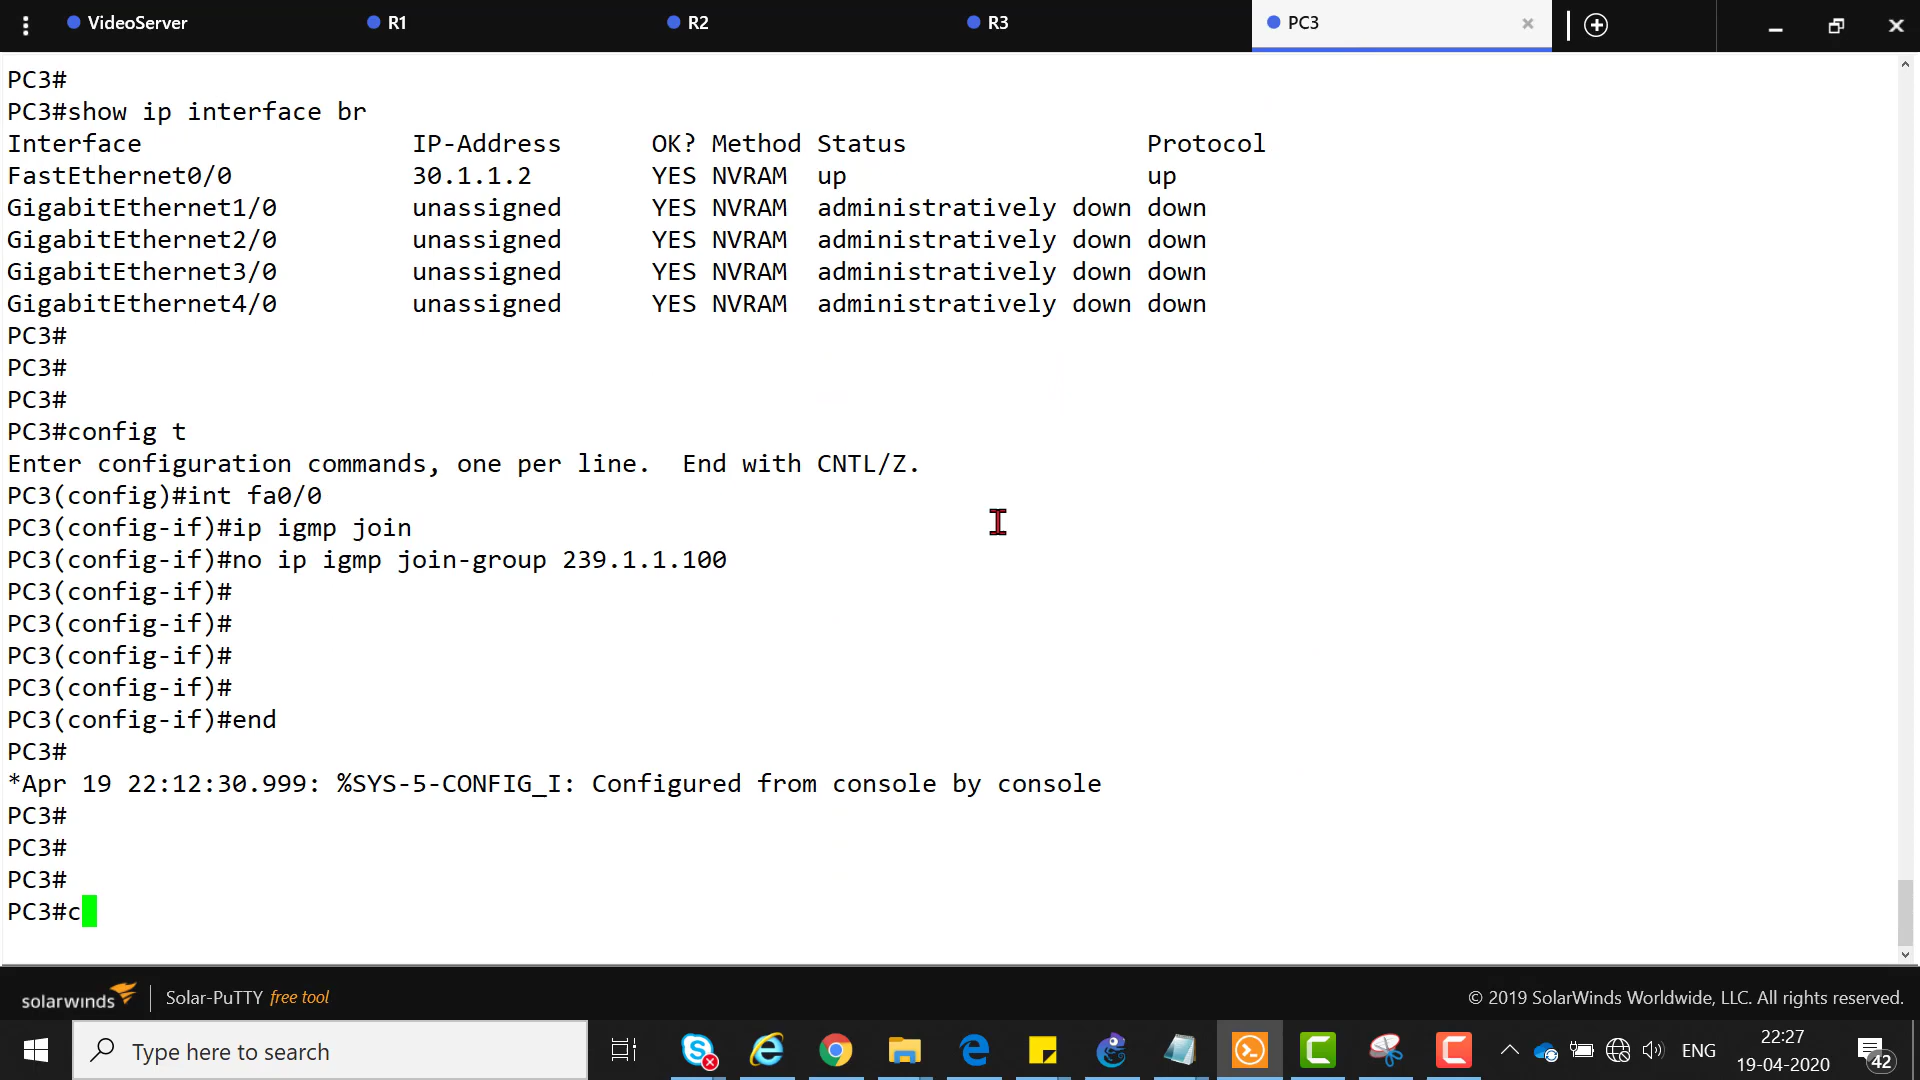 VideoServer R1 R2 R3 PC3
PC3#
PC3#show ip interface br
Interface IP-Address OK? Method Status Protocol
FastEthernet0/0 30.1.1.2 YES NVRAM up up
GigabitEthernet1/0 unassigned YES NVRAM administratively down down
GigabitEthernet2/0 unassigned YES NVRAM administratively down down
GigabitEthernet3/0 unassigned YES NVRAM administratively down down
GigabitEthernet4/0 unassigned YES NVRAM administratively down down
PC3#
PC3#
PC3#
PC3#config t
Enter configuration commands, one per line. End with CNTL/Z.
PC3(config)#int fa0/0
PC3(config-if)#ip igmp join
PC3(config-if)#no ip igmp join-group 239.1.1.100
PC3(config-if)#
PC3(config-if)#
PC3(config-if)#
PC3(config-if)#
PC3(config-if)#end
PC3#
*Apr 19 22:12:30.999: %SYS-5-CONFIG_I: Configured from console by console
PC3#
PC3#
PC3#
PC3#c
solarwinds Solar-PuTTY free tool © 2019 SolarWinds Worldwide, LLC. All rights reserved.
Type here to search ENG 22:27
19-04-2020 42